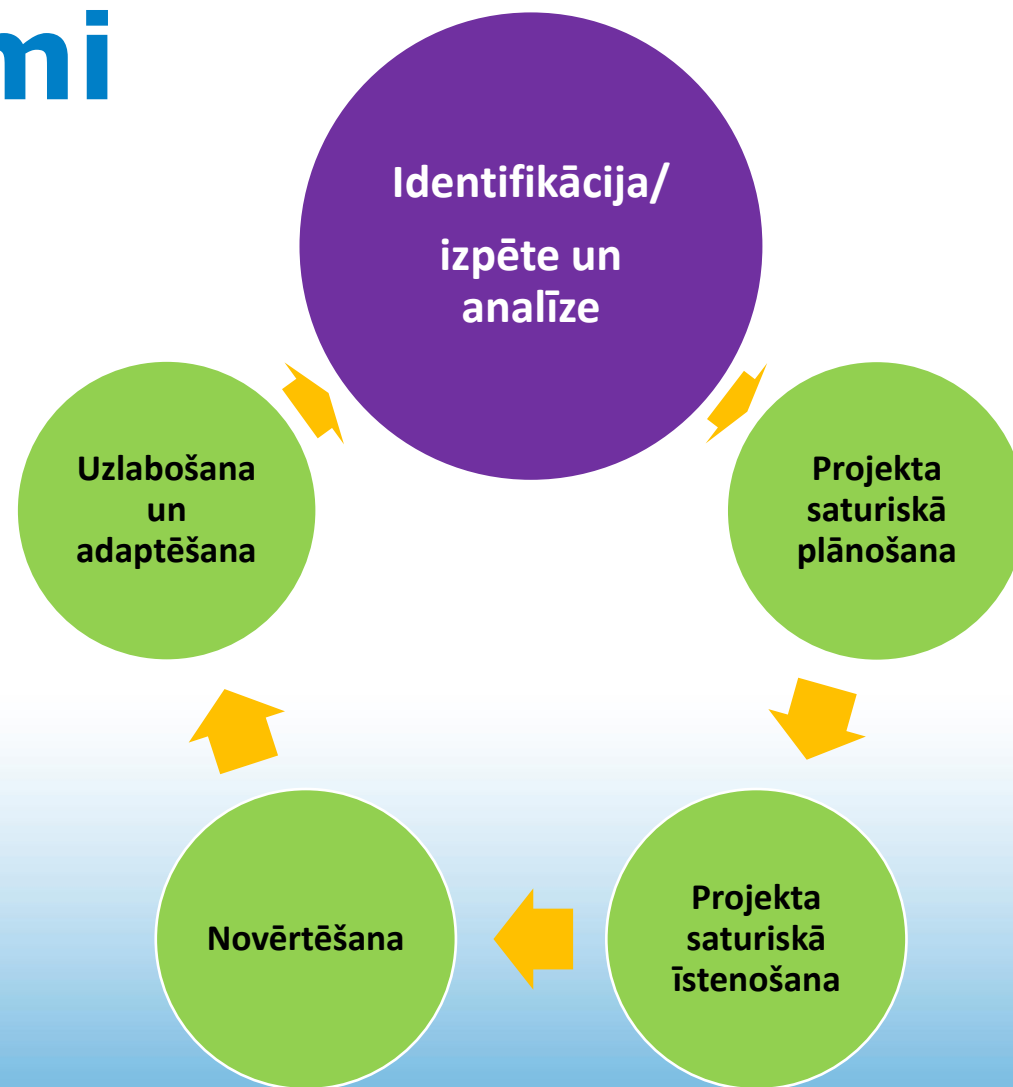 mi
Identifikācija/
izpēte un
analīze
Uzlabošana
un
adaptēšana
Projekta
saturiskā
plānošana
Novērtēšana
Projekta
saturiskā
īstenošana